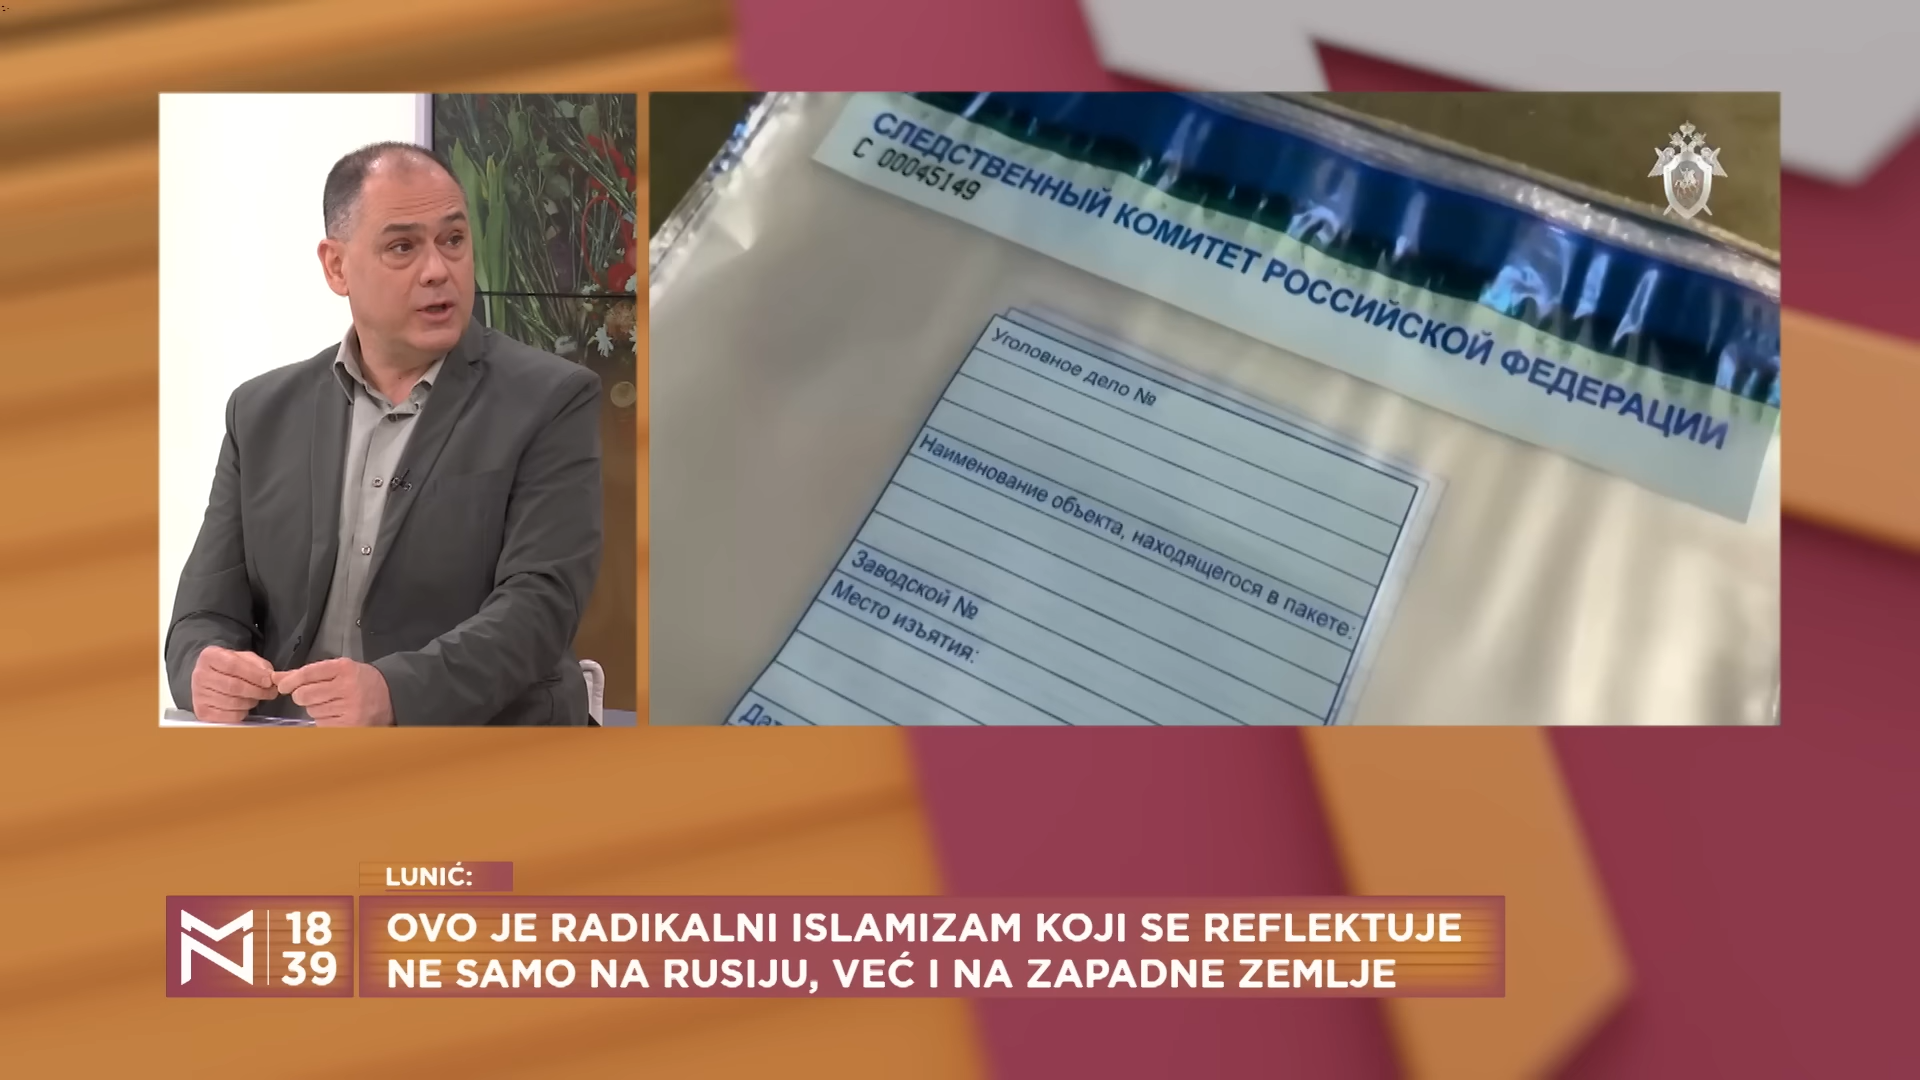 СЛЕДСТВЕННЫЙ КОМИТЕТ РОССИЙСКОЙ ФЕДЕРАЦИИ
С 00045149
Уголовное дело №
Наименование объекта, находящегося в пакете:
Заводской №
Место изъятия:
LUNIĆ:
18
39
OVO JE RADIKALNI ISLAMIZAM KOJI SE REFLEKTUJE
NE SAMO NA RUSIJU, VEĆ I NA ZAPADNE ZEMLJE